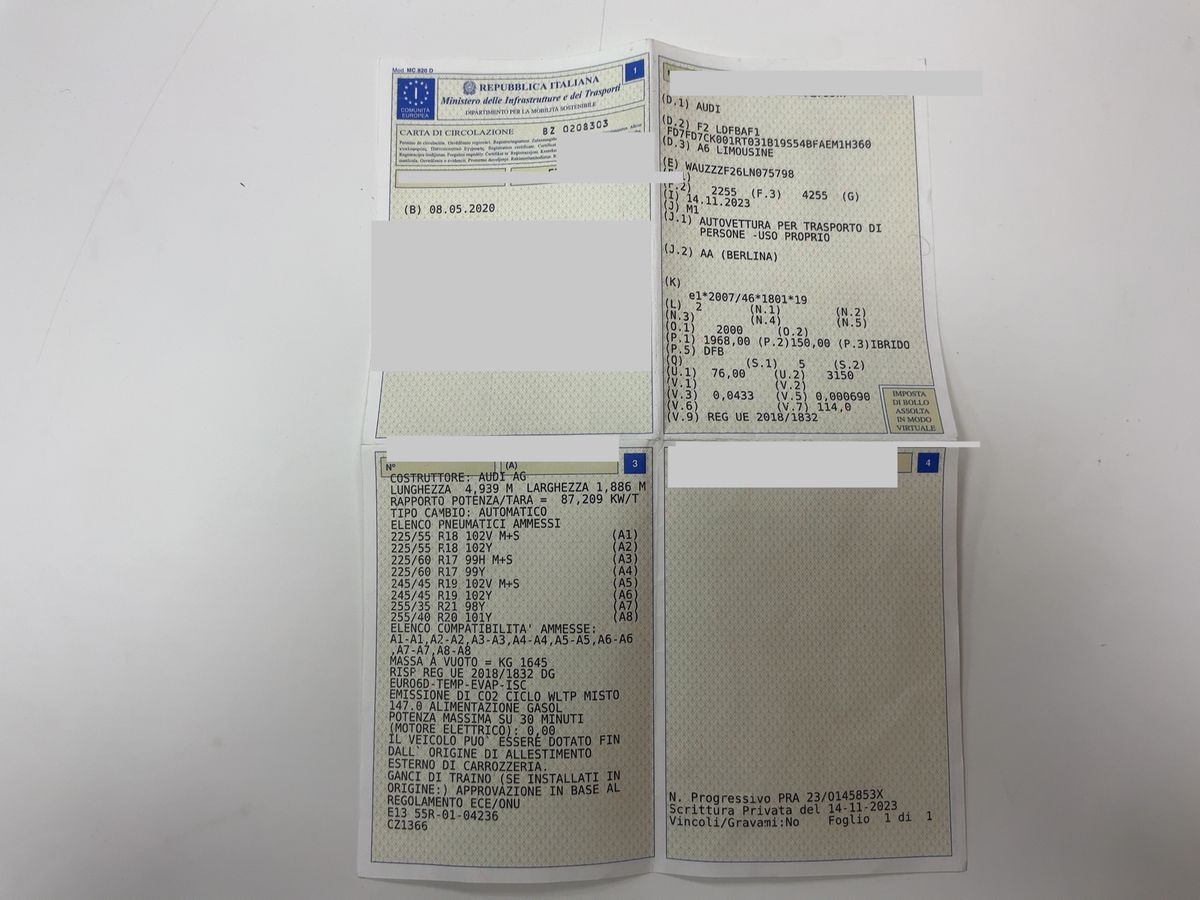 Mod. MC 820 D
1
REPUBBLICA ITALIANA
Ministero delle Infrastrutture e dei Trasporti
DIPARTIMENTO PER LA MOBILITÀ SOSTENIBILE
I
COMUNITÀ
EUROPEA
CARTA DI CIRCOLAZIONE BZ 0208303
(B) 08.05.2020
(D.1) AUDI
(D.2) F2 LDFBAF1
FD7FD7CK001RT031B19S54BFAEM1H360
(D.3) A6 LIMOUSINE
(E) WAUZZZF26LN075798
2255 (F.3) 4255 (G)
(I) 14.11.2023
(J) M1
(J.1) AUTOVETTURA PER TRASPORTO DI
PERSONE -USO PROPRIO
(J.2) AA (BERLINA)
(K)
e1*2007/46*1801*19
(L) 2 (N.1) (N.2)
(N.3) (N.4) (N.5)
(O.1) 2000 (O.2)
(P.1) 1968,00 (P.2)150,00 (P.3)IBRIDO
(P.5) DFB
(Q) (S.1) 5 (S.2)
(U.1) 76,00 (U.2) 3150
(V.1) (V.2)
(V.3) 0,0433 (V.5) 0,000690
(V.6) (V.7) 114,0
(V.9) REG UE 2018/1832
IMPOSTA
DI BOLLO
ASSOLTA
IN MODO
VIRTUALE
N° (A) 3
COSTRUTTORE: AUDI AG
LUNGHEZZA 4,939 M LARGHEZZA 1,886 M
RAPPORTO POTENZA/TARA = 87,209 KW/T
TIPO CAMBIO: AUTOMATICO
ELENCO PNEUMATICI AMMESSI
225/55 R18 102V M+S (A1)
225/55 R18 102Y (A2)
225/60 R17 99H M+S (A3)
225/60 R17 99Y (A4)
245/45 R19 102V M+S (A5)
245/45 R19 102Y (A6)
255/35 R21 98Y (A7)
255/40 R20 101Y (A8)
ELENCO COMPATIBILITA' AMMESSE:
A1-A1,A2-A2,A3-A3,A4-A4,A5-A5,A6-A6
,A7-A7,A8-A8
MASSA A VUOTO = KG 1645
RISP REG UE 2018/1832 DG
EURO6D-TEMP-EVAP-ISC
EMISSIONE DI CO2 CICLO WLTP MISTO
147.0 ALIMENTAZIONE GASOL
POTENZA MASSIMA SU 30 MINUTI
(MOTORE ELETTRICO): 0,00
IL VEICOLO PUO` ESSERE DOTATO FIN
DALL` ORIGINE DI ALLESTIMENTO
ESTERNO DI CARROZZERIA.
GANCI DI TRAINO (SE INSTALLATI IN
ORIGINE:) APPROVAZIONE IN BASE AL
REGOLAMENTO ECE/ONU
E13 55R-01-04236
CZ1366
4
N. Progressivo PRA 23/0145853X
Scrittura Privata del 14-11-2023
Vincoli/Gravami:No Foglio 1 di 1